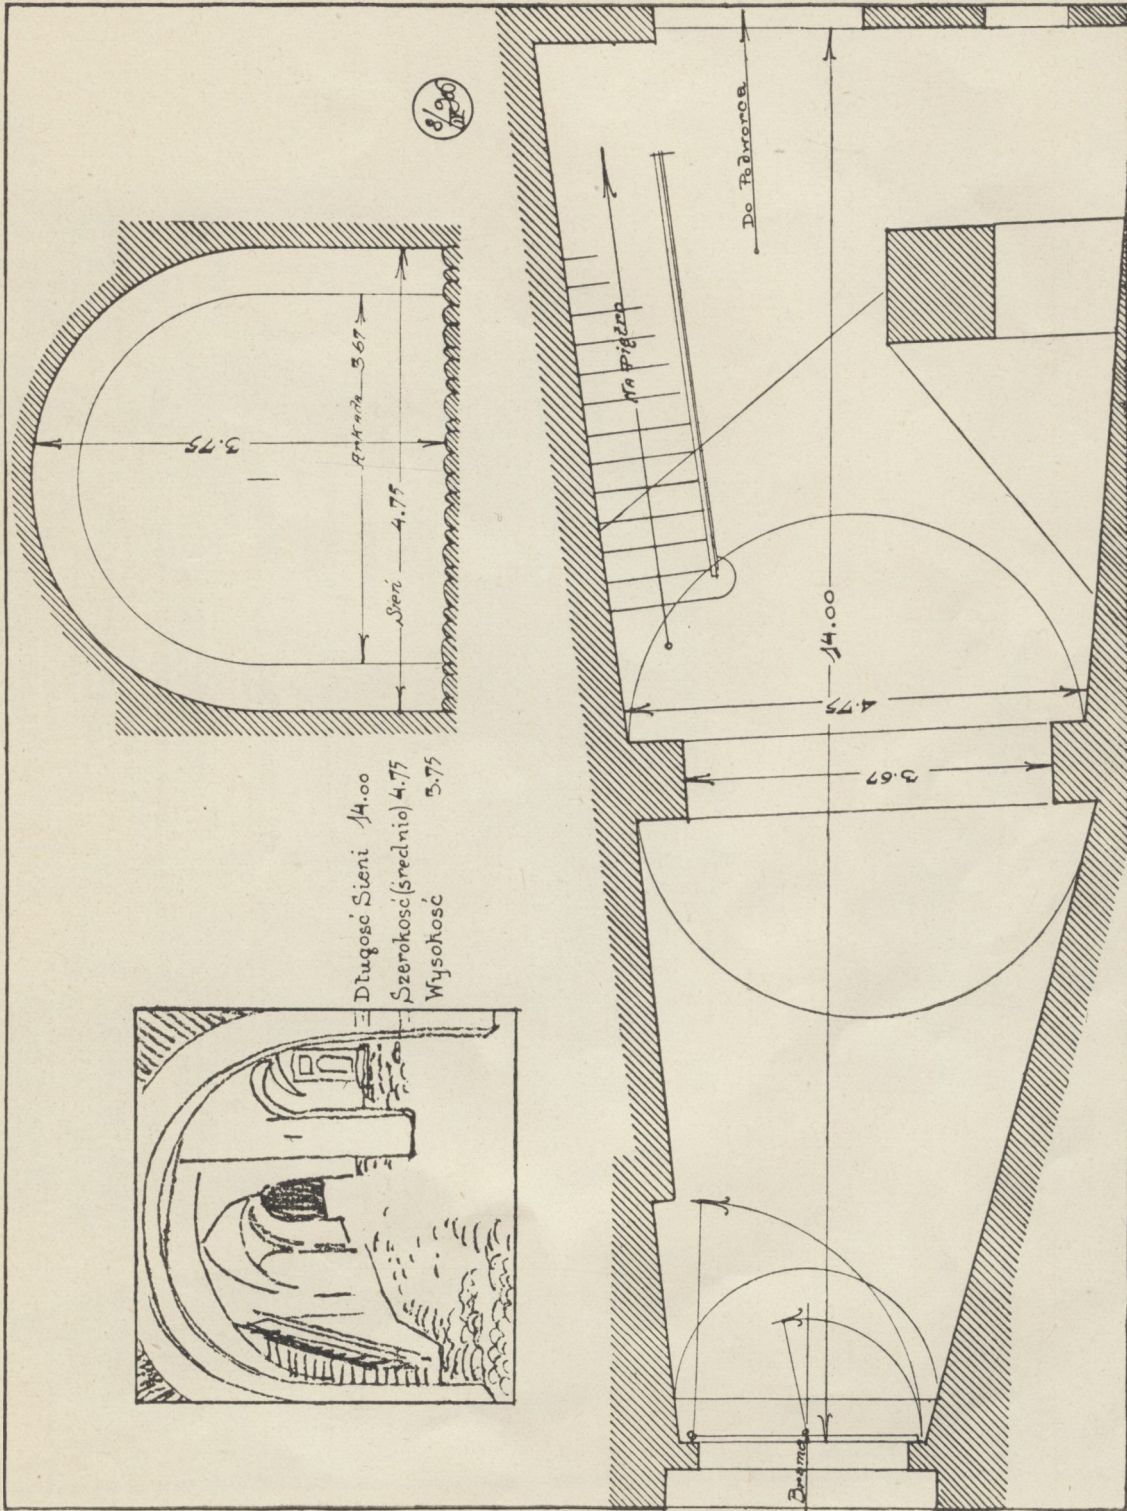 Długość Sieni 14.00
Szerokość (średnio) 4.75
Wysokość 3.75
3.75
Arkada 3.67
Sień 4.75
Na Piętro
Do Podworca
14.00
4.75
3.67
Brama